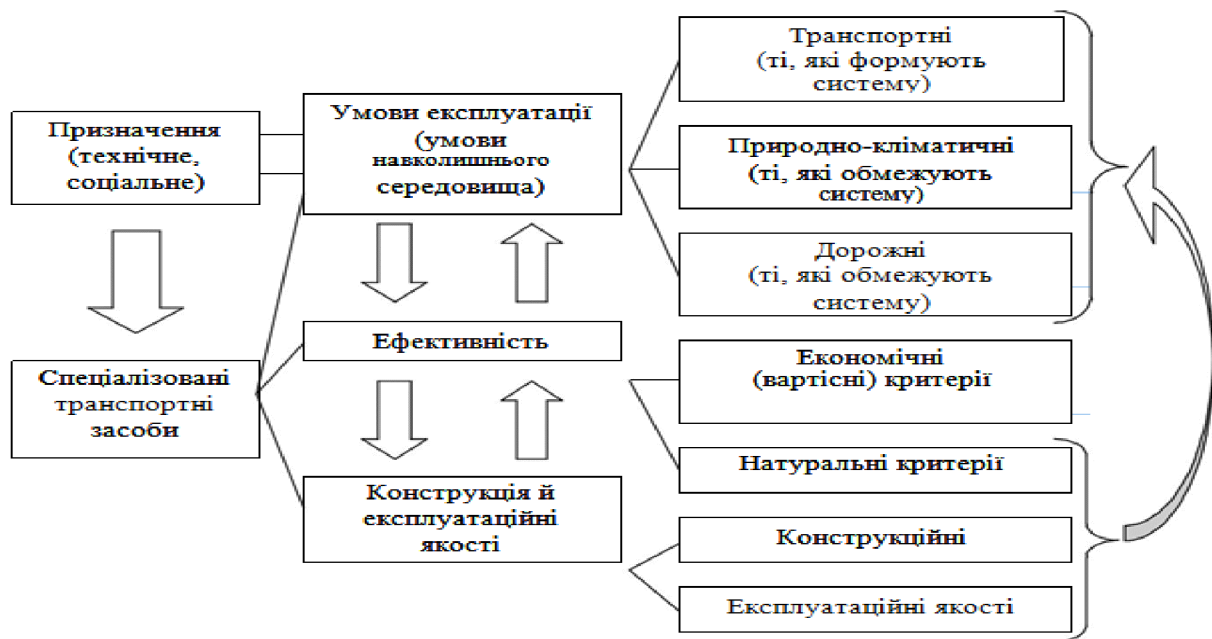 Призначення
(технічне,
соціальне)
Спеціалізовані
транспортні
засоби
Умови експлуатації
(умови
навколишнього
середовища)
Ефективність
Конструкція й
експлуатаційні
якості
Транспортні
(ті, які формують
систему)
Природно-кліматичні
(ті, які обмежують
систему)
Дорожні
(ті, які обмежують
систему)
Економічні
(вартісні) критерії
Натуральні критерії
Конструкційні
Експлуатаційні якості